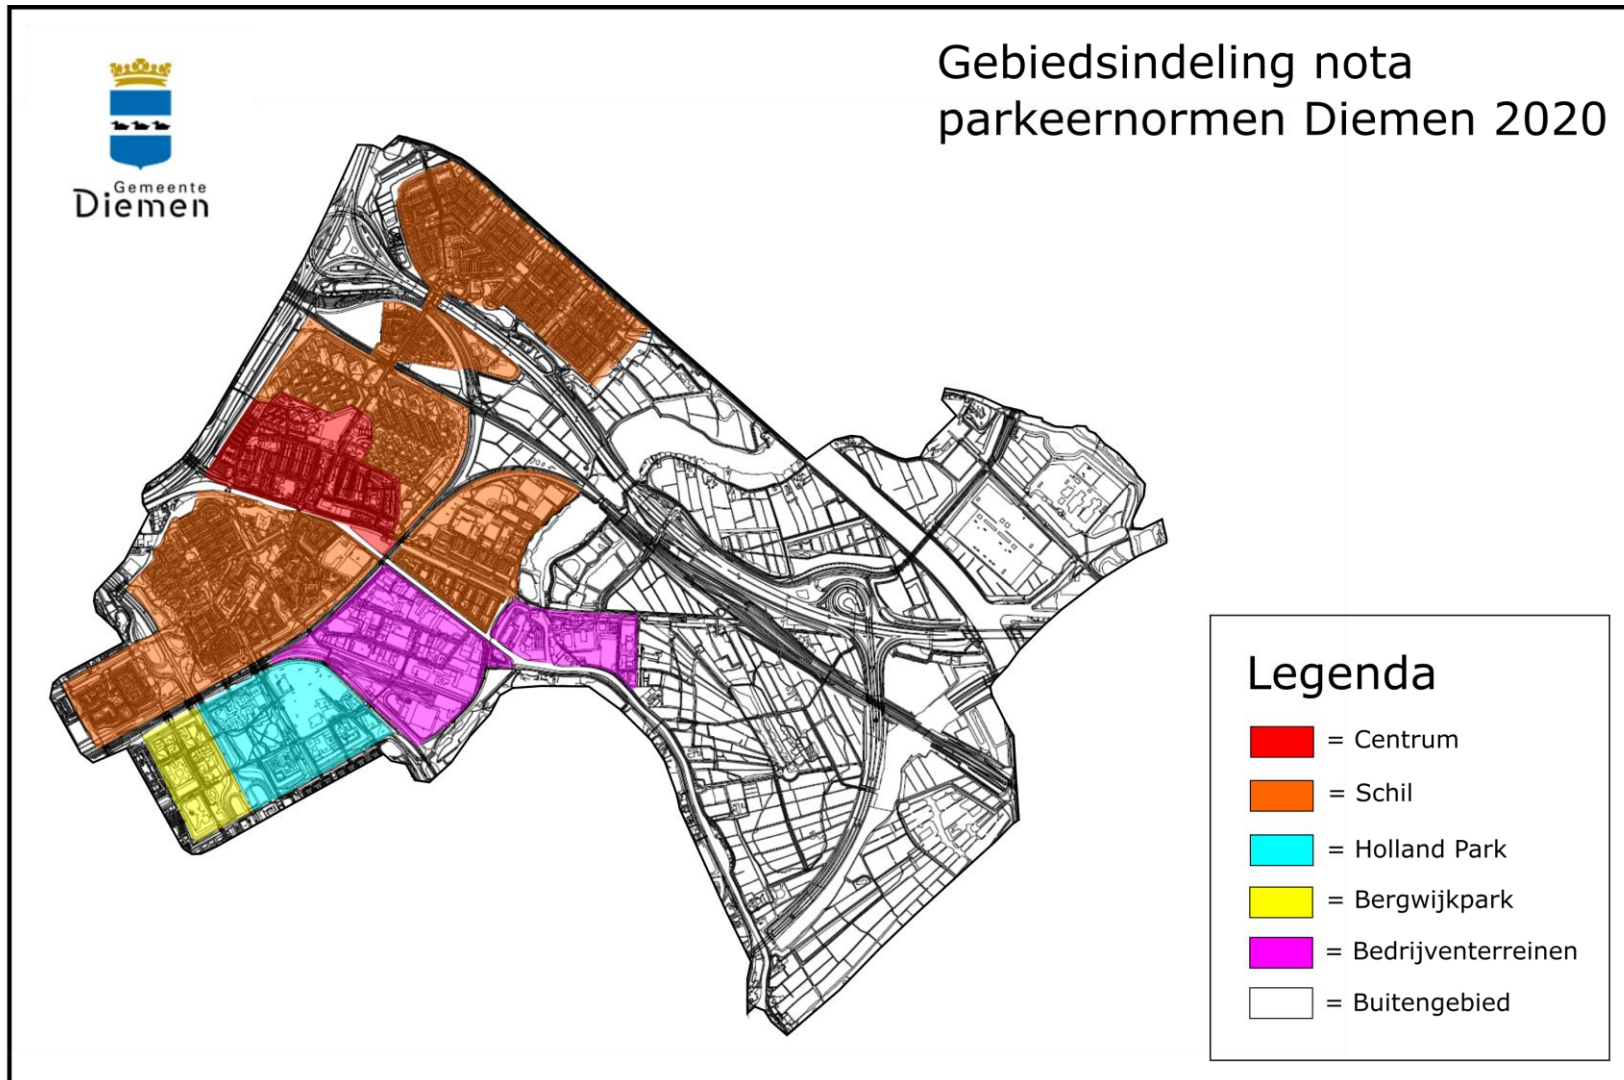 Gebiedsindeling nota
parkeernormen Diemen 2020
Gemeente
Diemen
Legenda
= Centrum
= Schil
= Holland Park
= Bergwijkpark
= Bedrijventerreinen
= Buitengebied